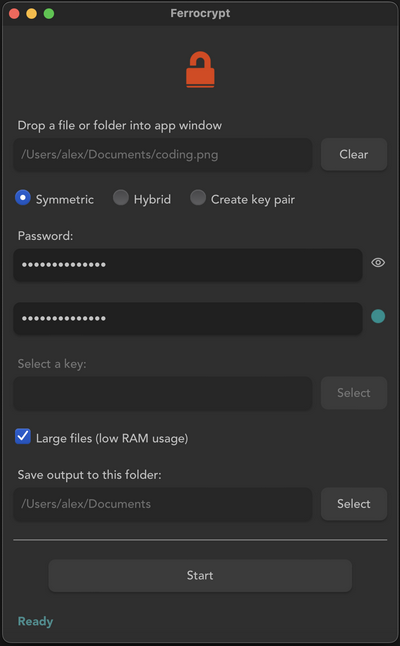 Ferrocrypt
Drop a file or folder into app window
/Users/alex/Documents/coding.png
Clear
Symmetric
Hybrid
Create key pair
Password:
••••••••••••••
••••••••••••••
Select a key:
Select
Large files (low RAM usage)
Save output to this folder:
/Users/alex/Documents
Select
Start
Ready